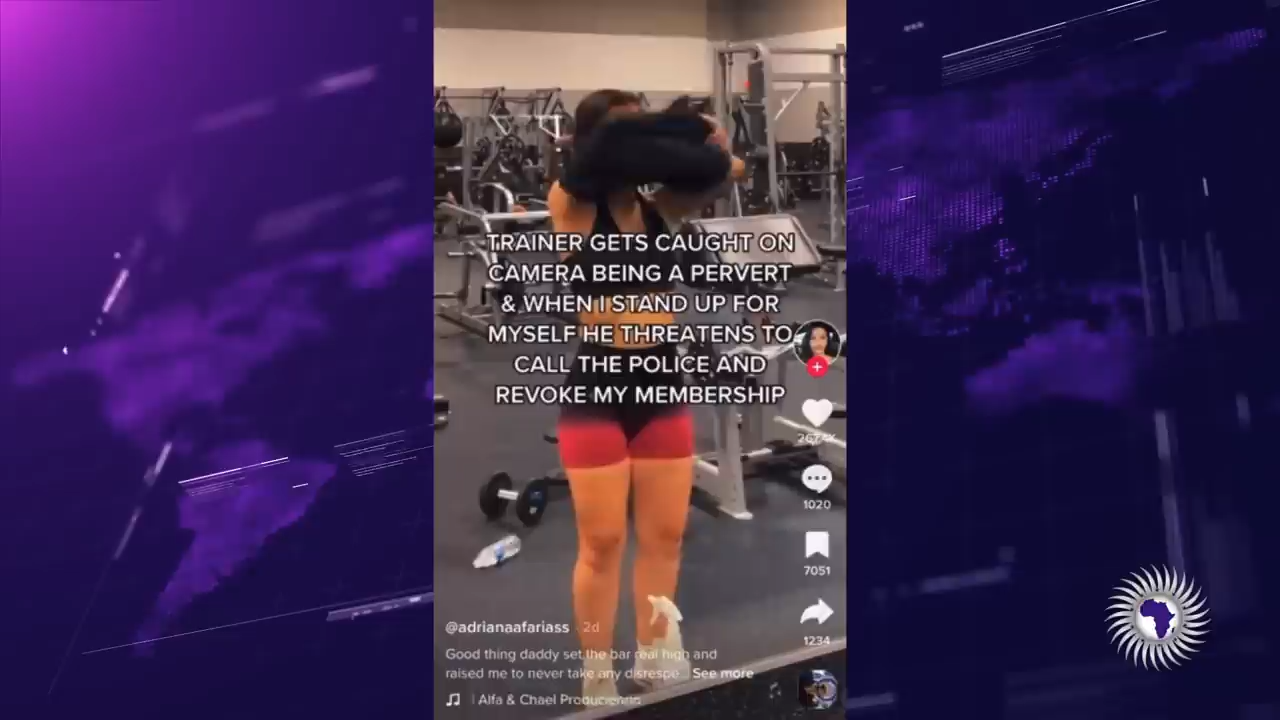 TRAINER GETS CAUGHT ON
CAMERA BEING A PERVERT
& WHEN I STAND UP FOR
MYSELF HE THREATENS TO
CALL THE POLICE AND
REVOKE MY MEMBERSHIP
1020
7051
1234
@adrianaafariass · 2d
Good thing daddy set the bar real high and
raised me to never take any disrespe... See more
Alfa & Chael Produciendo